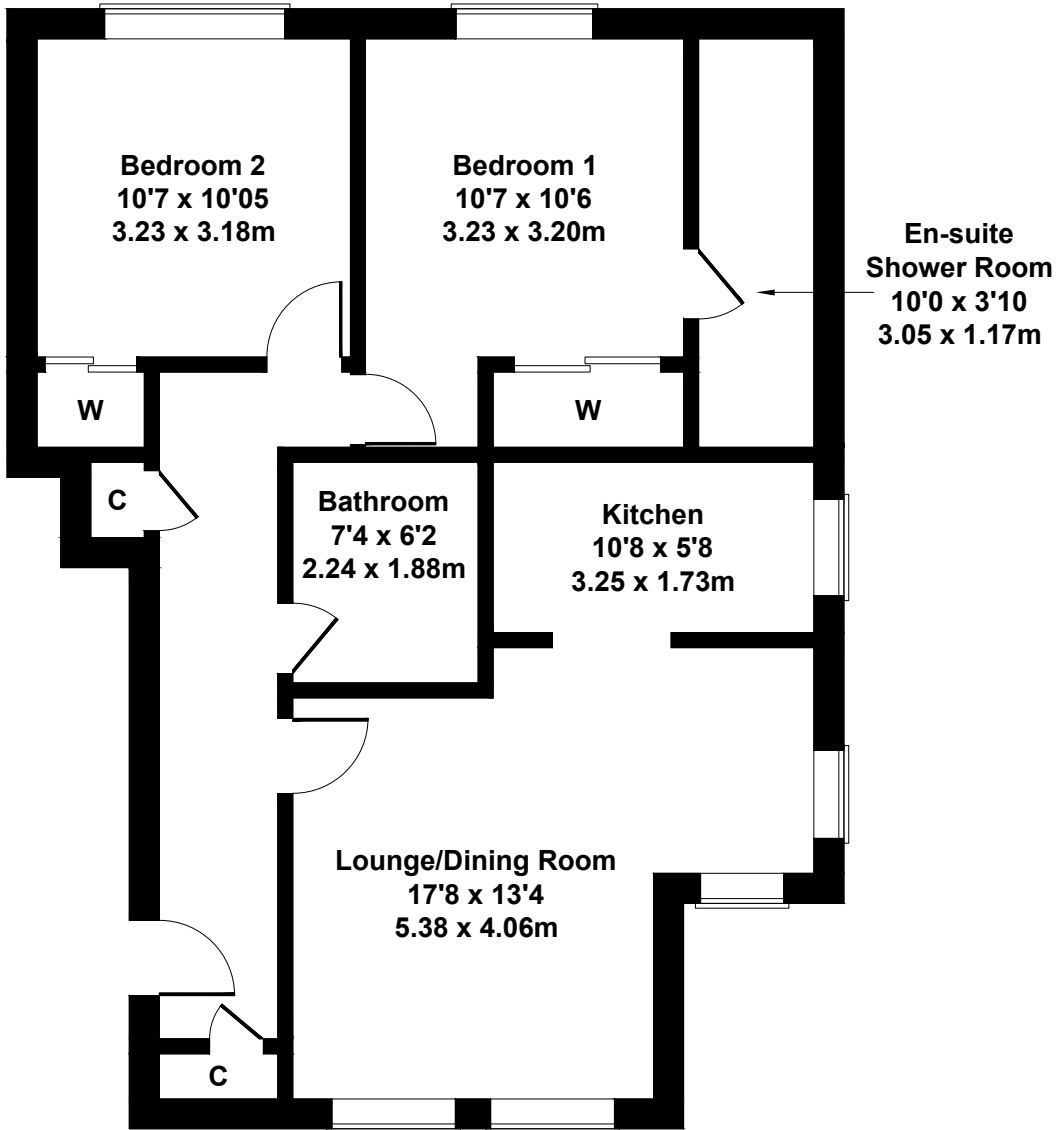 Bedroom 2
10'7 x 10'05
3.23 x 3.18m
Bedroom 1
10'7 x 10'6
3.23 x 3.20m
En-suite
Shower Room
10'0 x 3'10
3.05 x 1.17m
W
W
C
Bathroom
7'4 x 6'2
2.24 x 1.88m
Kitchen
10'8 x 5'8
3.25 x 1.73m
Lounge/Dining Room
17'8 x 13'4
5.38 x 4.06m
C